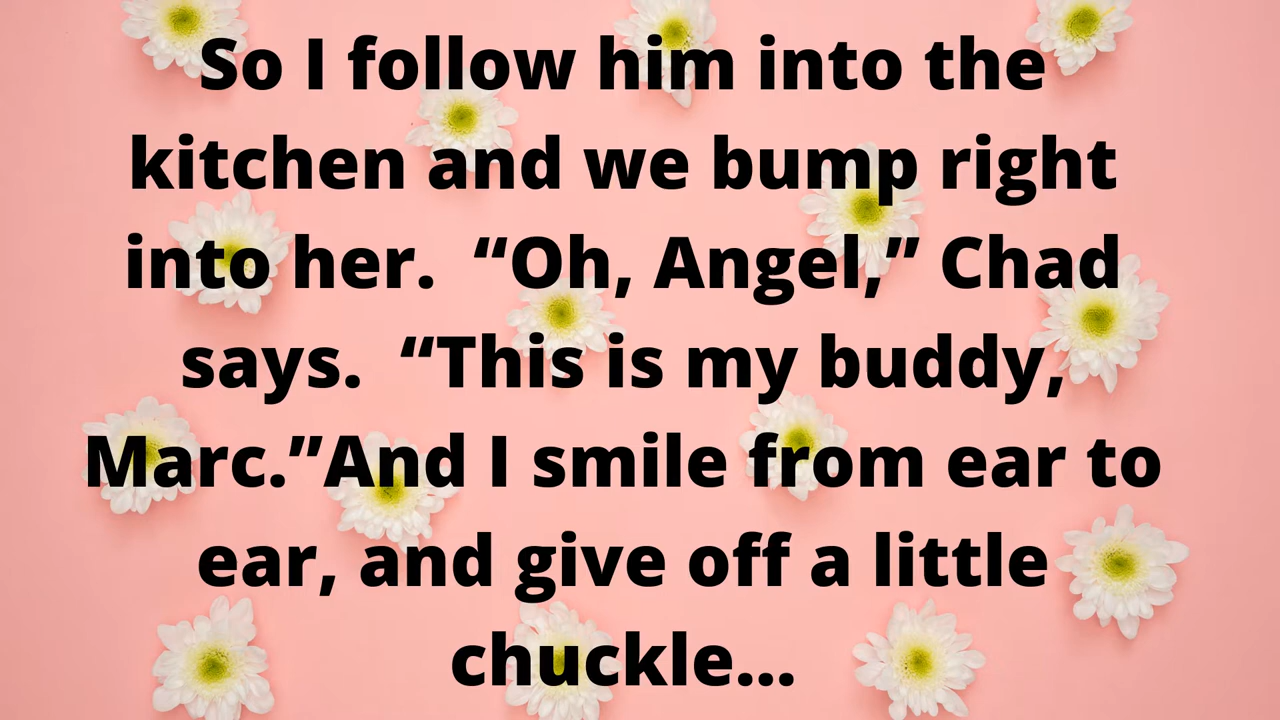 So I follow him into the
kitchen and we bump right
into her.  “Oh, Angel,” Chad
says.  “This is my buddy,
Marc.”And I smile from ear to
ear, and give off a little
chuckle...